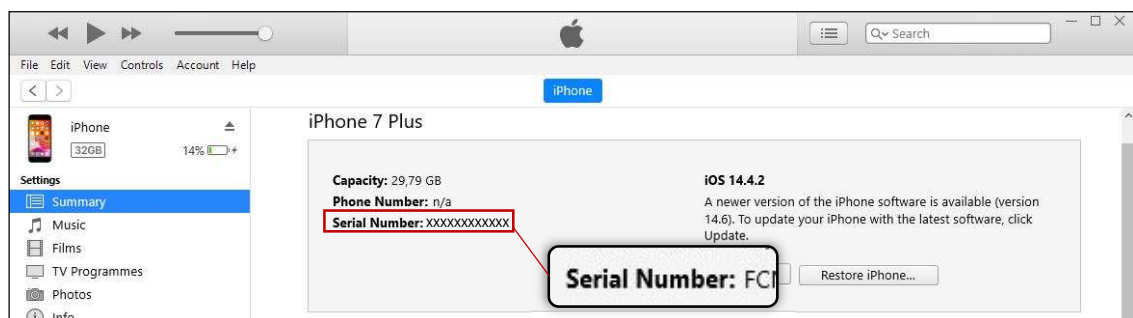 Search
File Edit View Controls Account Help
iPhone
iPhone
32GB
14%
Settings
Summary
Music
Films
TV Programmes
Photos
Info
iPhone 7 Plus
Capacity: 29,79 GB
Phone Number: n/a
Serial Number: XXXXXXXXXXXX
iOS 14.4.2
A newer version of the iPhone software is available (version
14.6). To update your iPhone with the latest software, click
Update.
Serial Number: FC
Restore iPhone...